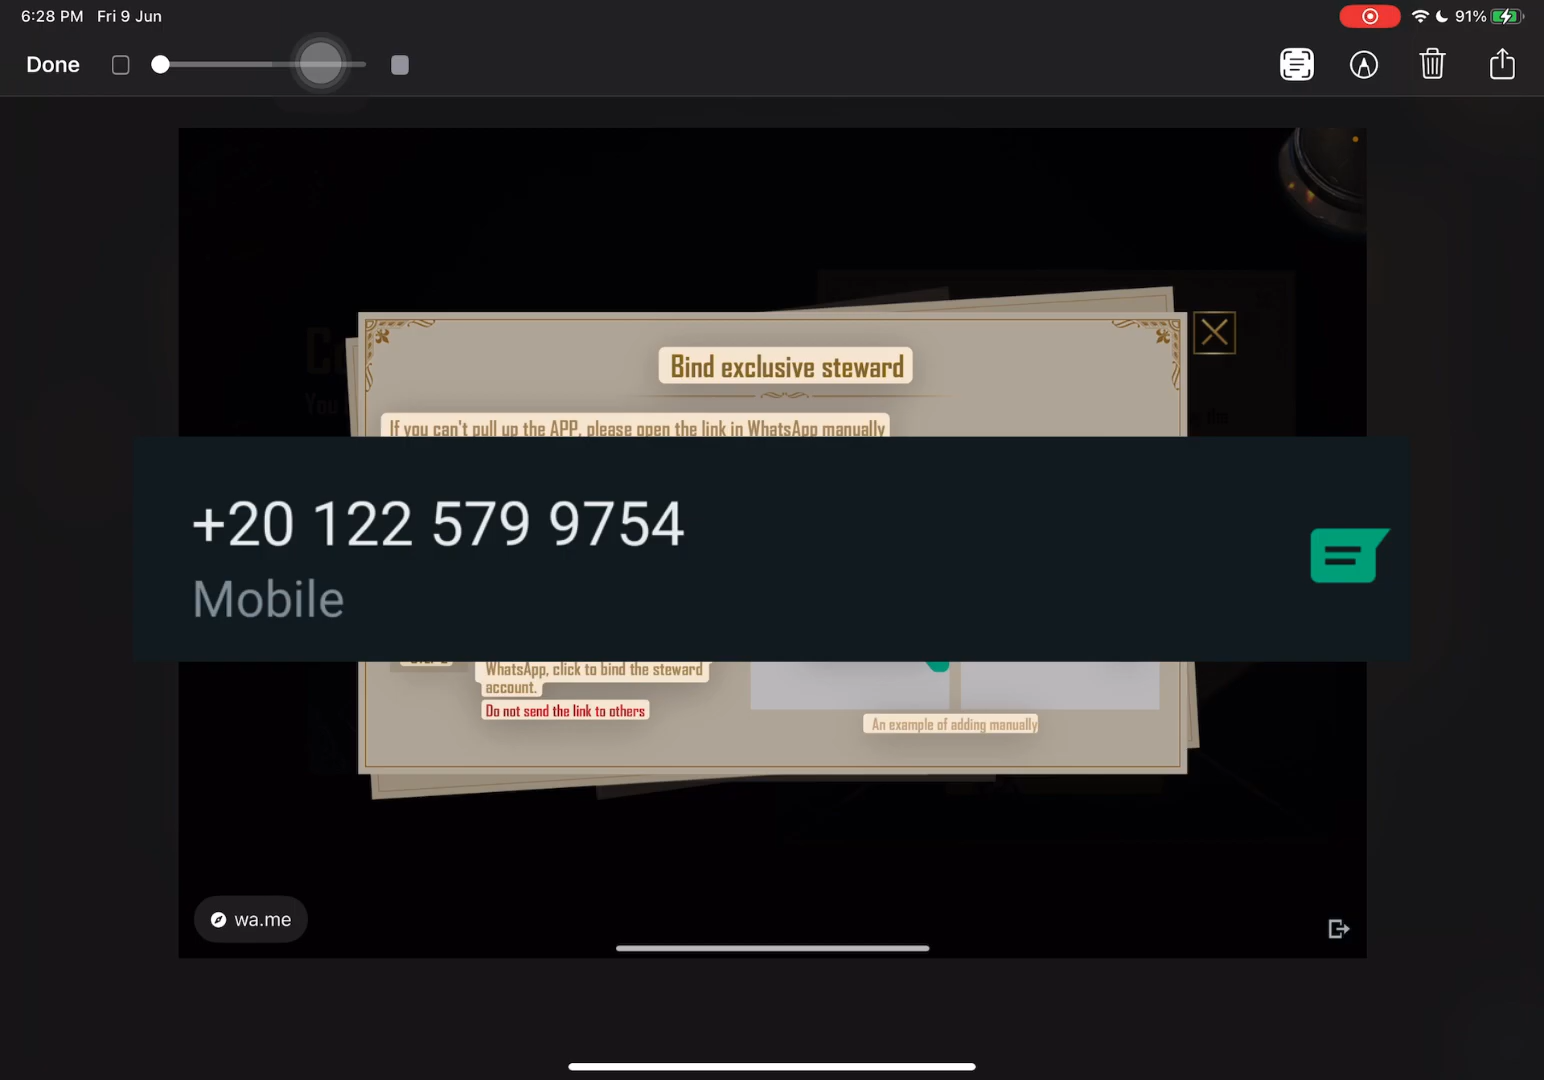 6:28 PM Fri 9 Jun
91%
Done
Bind exclusive steward
If you can't pull up the APP, please open the link in WhatsApp manually
+20 122 579 9754
Mobile
WhatsApp, click to bind the steward
account.
Do not send the link to others
An example of adding manually
wa.me